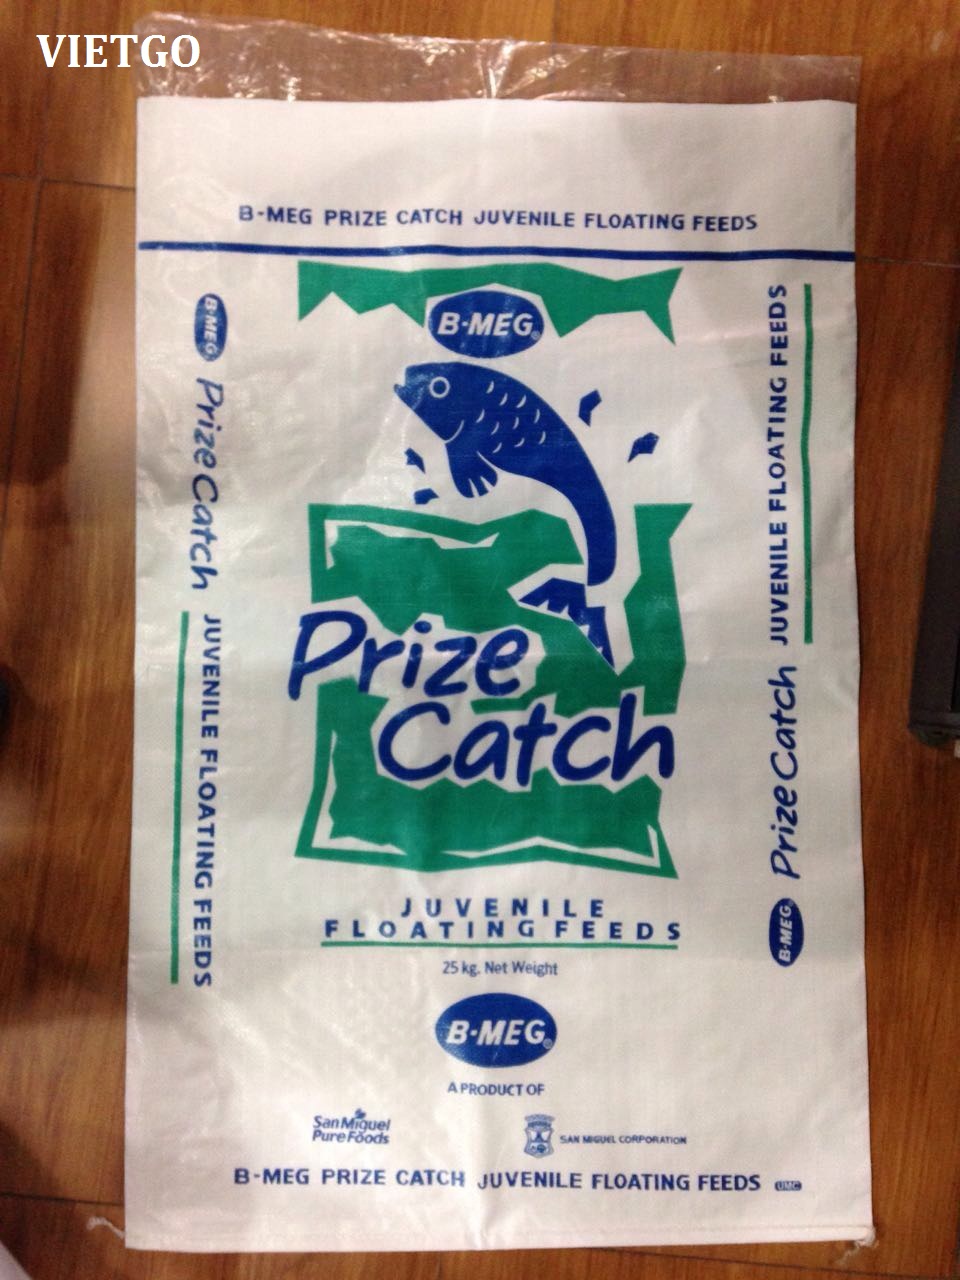 VIETGO
B-MEG PRIZE CATCH JUVENILE FLOATING FEEDS
B-MEG®
B-MEG Prize Catch JUVENILE FLOATING FEEDS
Prize
Catch
B-MEG Prize Catch JUVENILE FLOATING FEEDS
JUVENILE
FLOATING FEEDS
25 kg. Net Weight
B-MEG®
A PRODUCT OF
San Miguel
PureFoods
SAN MIGUEL CORPORATION
B-MEG PRIZE CATCH JUVENILE FLOATING FEEDS UMC